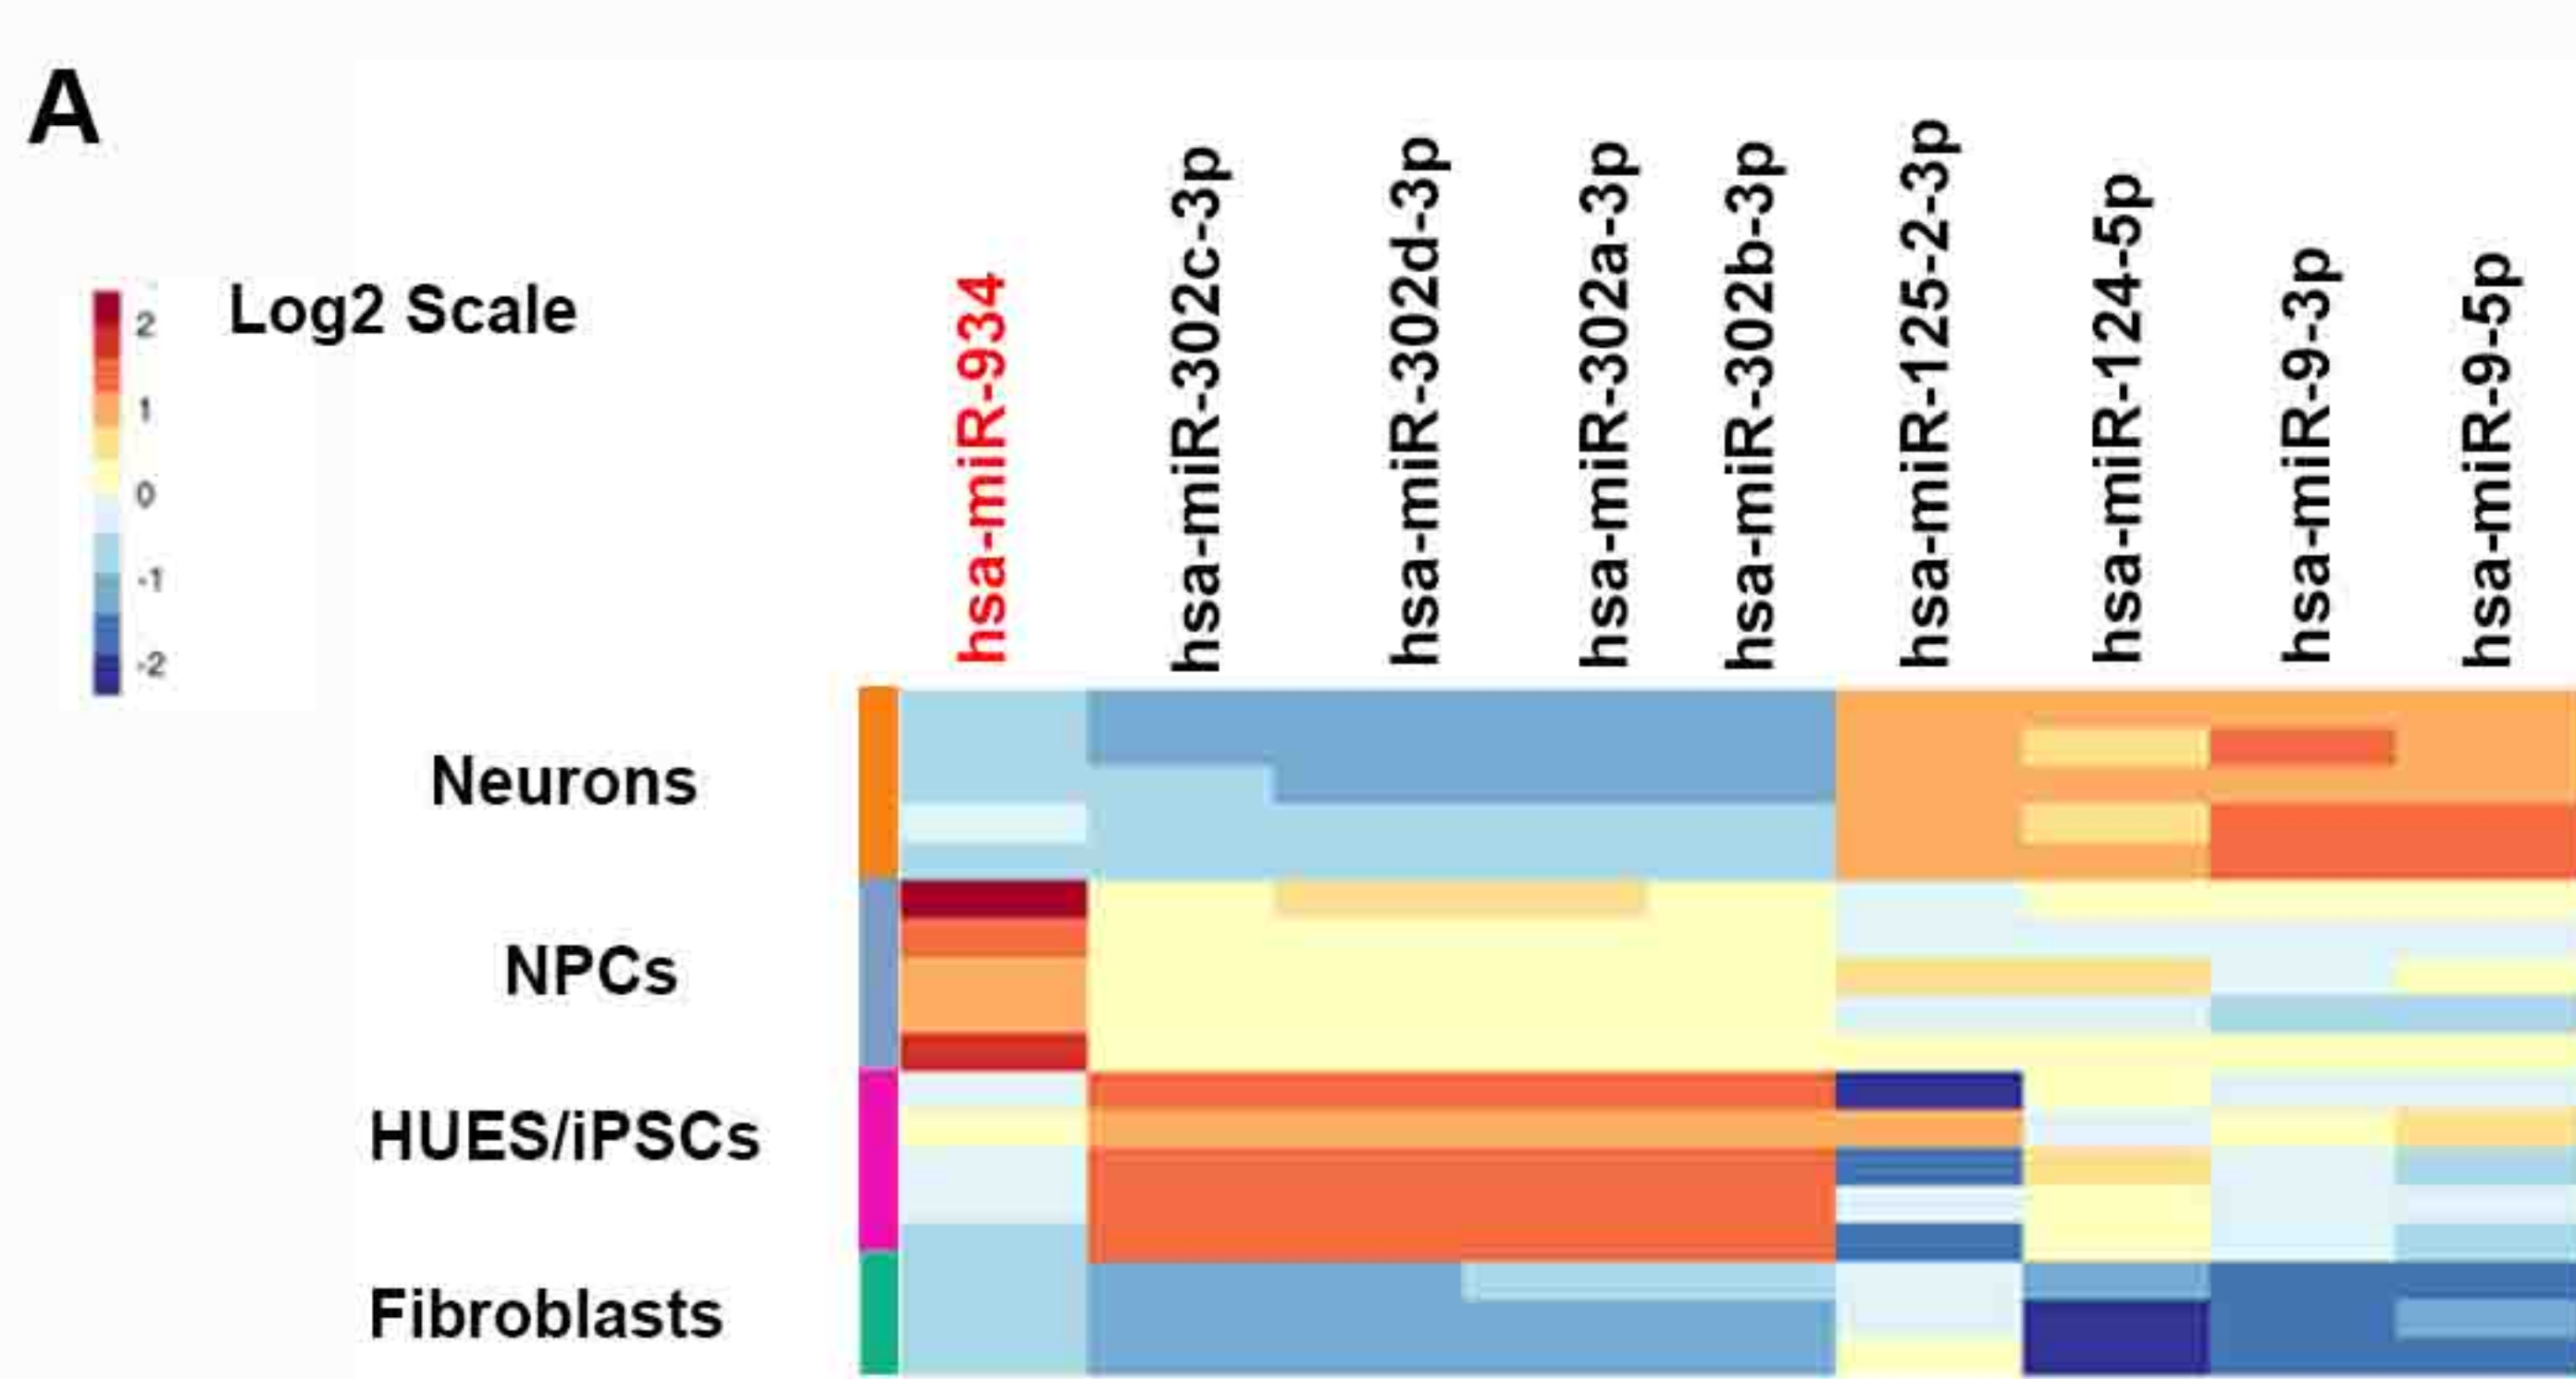 A
Log2 Scale
2
1
0
-1
-2
hsa-miR-934
hsa-miR-302c-3p
hsa-miR-302d-3p
hsa-miR-302a-3p
hsa-miR-302b-3p
hsa-miR-125-2-3p
hsa-miR-124-5p
hsa-miR-9-3p
hsa-miR-9-5p
Neurons
NPCs
HUES/iPSCs
Fibroblasts